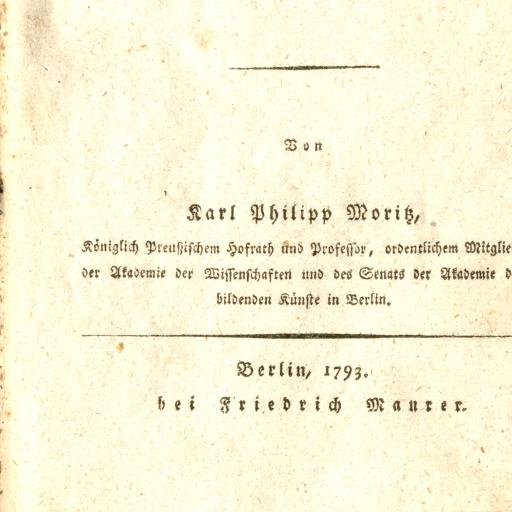 Von
Karl Philipp Moritz,
Königlich Preußischem Hofrath und Professor, ordentlichem Mitglie
der Akademie der Wissenschaften und des Senats der Akademie d
bildenden Künste in Berlin.
Berlin, 1793.
bei Friedrich Maurer.